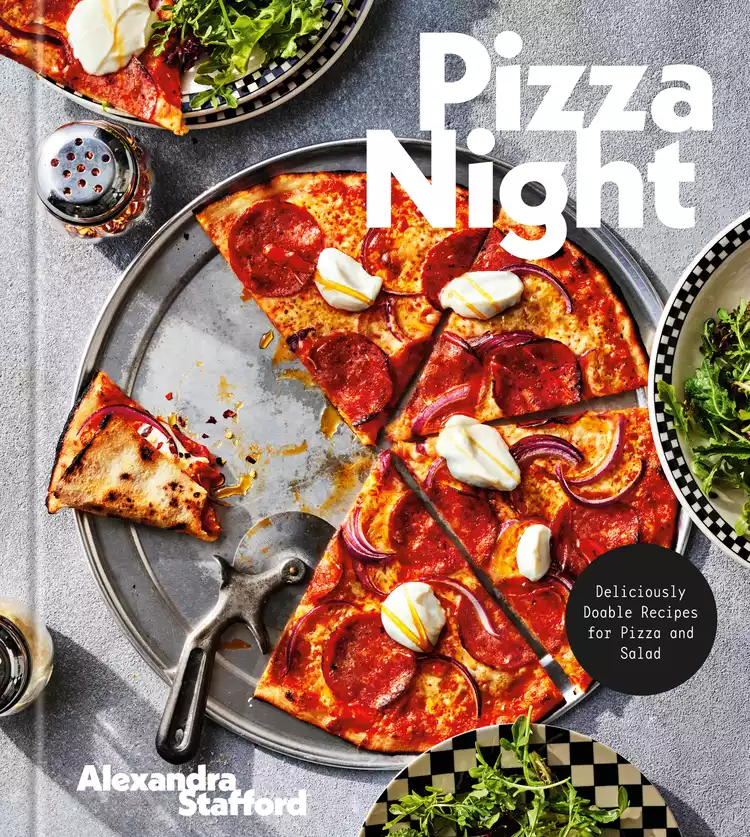 Pizza
Night
Deliciously
Doable Recipes
for Pizza and
Salad
Alexandra
Stafford